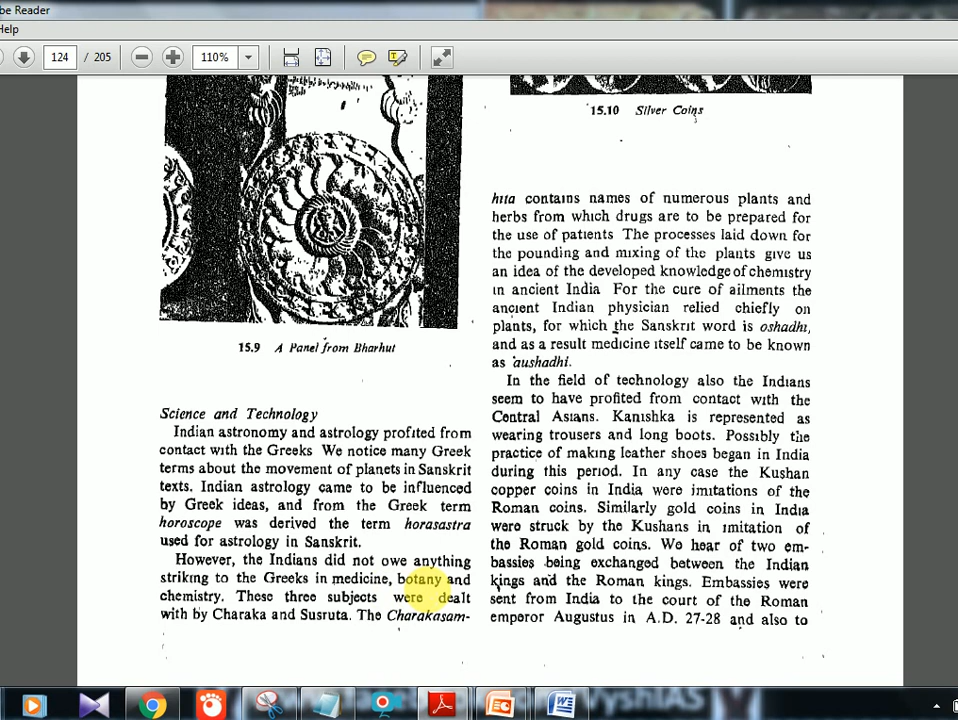 be Reader
Help
124 / 205
110%
15.9 A Panel from Bharhut
Science and Technology
Indian astronomy and astrology profited from
contact with the Greeks We notice many Greek
terms about the movement of planets in Sanskrit
texts. Indian astrology came to be influenced
by Greek ideas, and from the Greek term
horoscope was derived the term horasastra
used for astrology in Sanskrit.
However, the Indians did not owe anything
striking to the Greeks in medicine, botany and
chemistry. These three subjects were dealt
with by Charaka and Susruta. The Charakasam-
15.10 Silver Coins
hita contains names of numerous plants and
herbs from which drugs are to be prepared for
the use of patients The processes laid down for
the pounding and mixing of the plants give us
an idea of the developed knowledge of chemistry
in ancient India For the cure of ailments the
ancient Indian physician relied chiefly on
plants, for which the Sanskrit word is oshadhi,
and as a result medicine itself came to be known
as aushadhi.
In the field of technology also the Indians
seem to have profited from contact with the
Central Asians. Kanishka is represented as
wearing trousers and long boots. Possibly the
practice of making leather shoes began in India
during this period. In any case the Kushan
copper coins in India were imitations of the
Roman coins. Similarly gold coins in India
were struck by the Kushans in imitation of
the Roman gold coins. We hear of two em-
bassies being exchanged between the Indian
kings and the Roman kings. Embassies were
sent from India to the court of the Roman
emperor Augustus in A.D. 27-28 and also to
VyshIAS